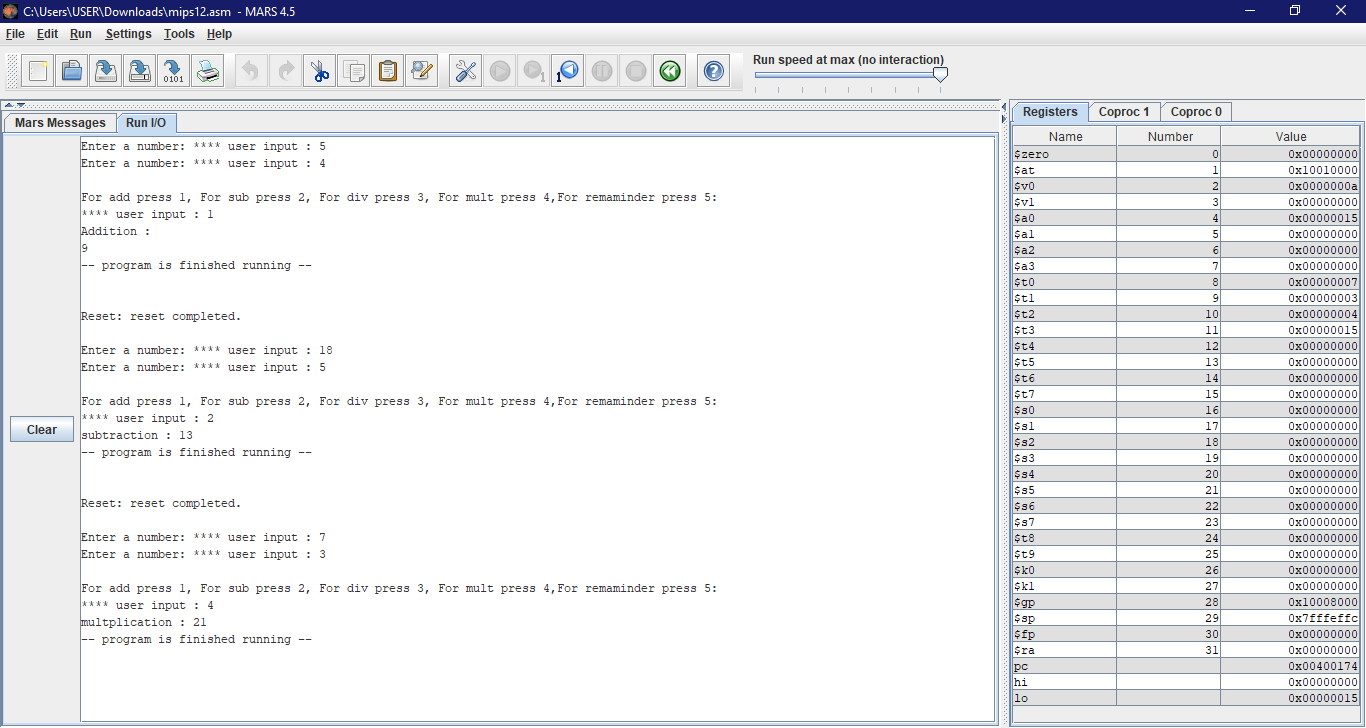 C:\Users\USER\Downloads\mips12.asm - MARS 4.5
File Edit Run Settings Tools Help
Run speed at max (no interaction)
0101
1
1
Mars Messages Run I/O
Enter a number: **** user input : 5
Enter a number: **** user input : 4
For add press 1, For sub press 2, For div press 3, For mult press 4,For remaminder press 5:
**** user input : 1
Addition :
9
-- program is finished running --
Reset: reset completed.
Enter a number: **** user input : 18
Enter a number: **** user input : 5
For add press 1, For sub press 2, For div press 3, For mult press 4,For remaminder press 5:
**** user input : 2
subtraction : 13
-- program is finished running --
Reset: reset completed.
Enter a number: **** user input : 7
Enter a number: **** user input : 3
For add press 1, For sub press 2, For div press 3, For mult press 4,For remaminder press 5:
**** user input : 4
multplication : 21
-- program is finished running --
Clear
Registers Coproc 1 Coproc 0
Name Number Value
$zero 0 0x00000000
$at 1 0x10010000
$v0 2 0x0000000a
$v1 3 0x00000000
$a0 4 0x00000015
$a1 5 0x00000000
$a2 6 0x00000000
$a3 7 0x00000000
$t0 8 0x00000007
$t1 9 0x00000003
$t2 10 0x00000004
$t3 11 0x00000015
$t4 12 0x00000000
$t5 13 0x00000000
$t6 14 0x00000000
$t7 15 0x00000000
$s0 16 0x00000000
$s1 17 0x00000000
$s2 18 0x00000000
$s3 19 0x00000000
$s4 20 0x00000000
$s5 21 0x00000000
$s6 22 0x00000000
$s7 23 0x00000000
$t8 24 0x00000000
$t9 25 0x00000000
$k0 26 0x00000000
$k1 27 0x00000000
$gp 28 0x10008000
$sp 29 0x7fffeffc
$fp 30 0x00000000
$ra 31 0x00000000
pc 0x00400174
hi 0x00000000
lo 0x00000015